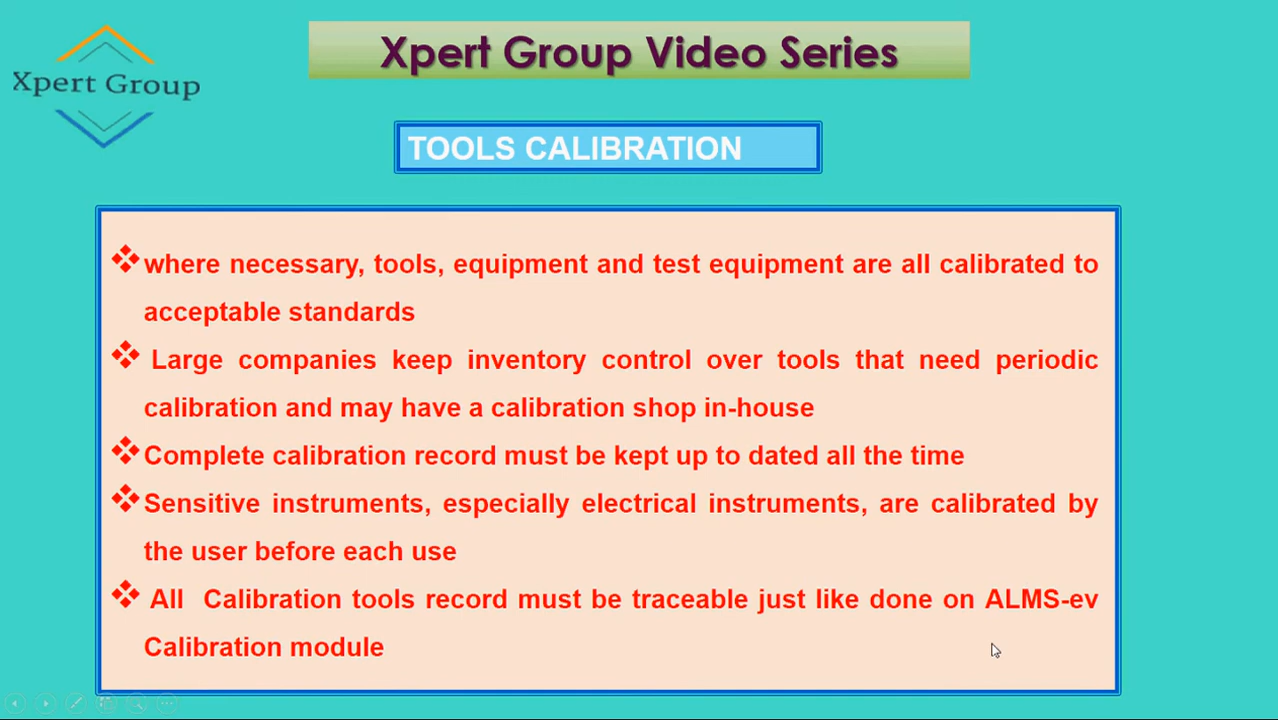 Xpert Group Video Series
Xpert Group
TOOLS CALIBRATION
where necessary, tools, equipment and test equipment are all calibrated to
acceptable standards
Large companies keep inventory control over tools that need periodic
calibration and may have a calibration shop in-house
Complete calibration record must be kept up to dated all the time
Sensitive instruments, especially electrical instruments, are calibrated by
the user before each use
All Calibration tools record must be traceable just like done on ALMS-ev
Calibration module